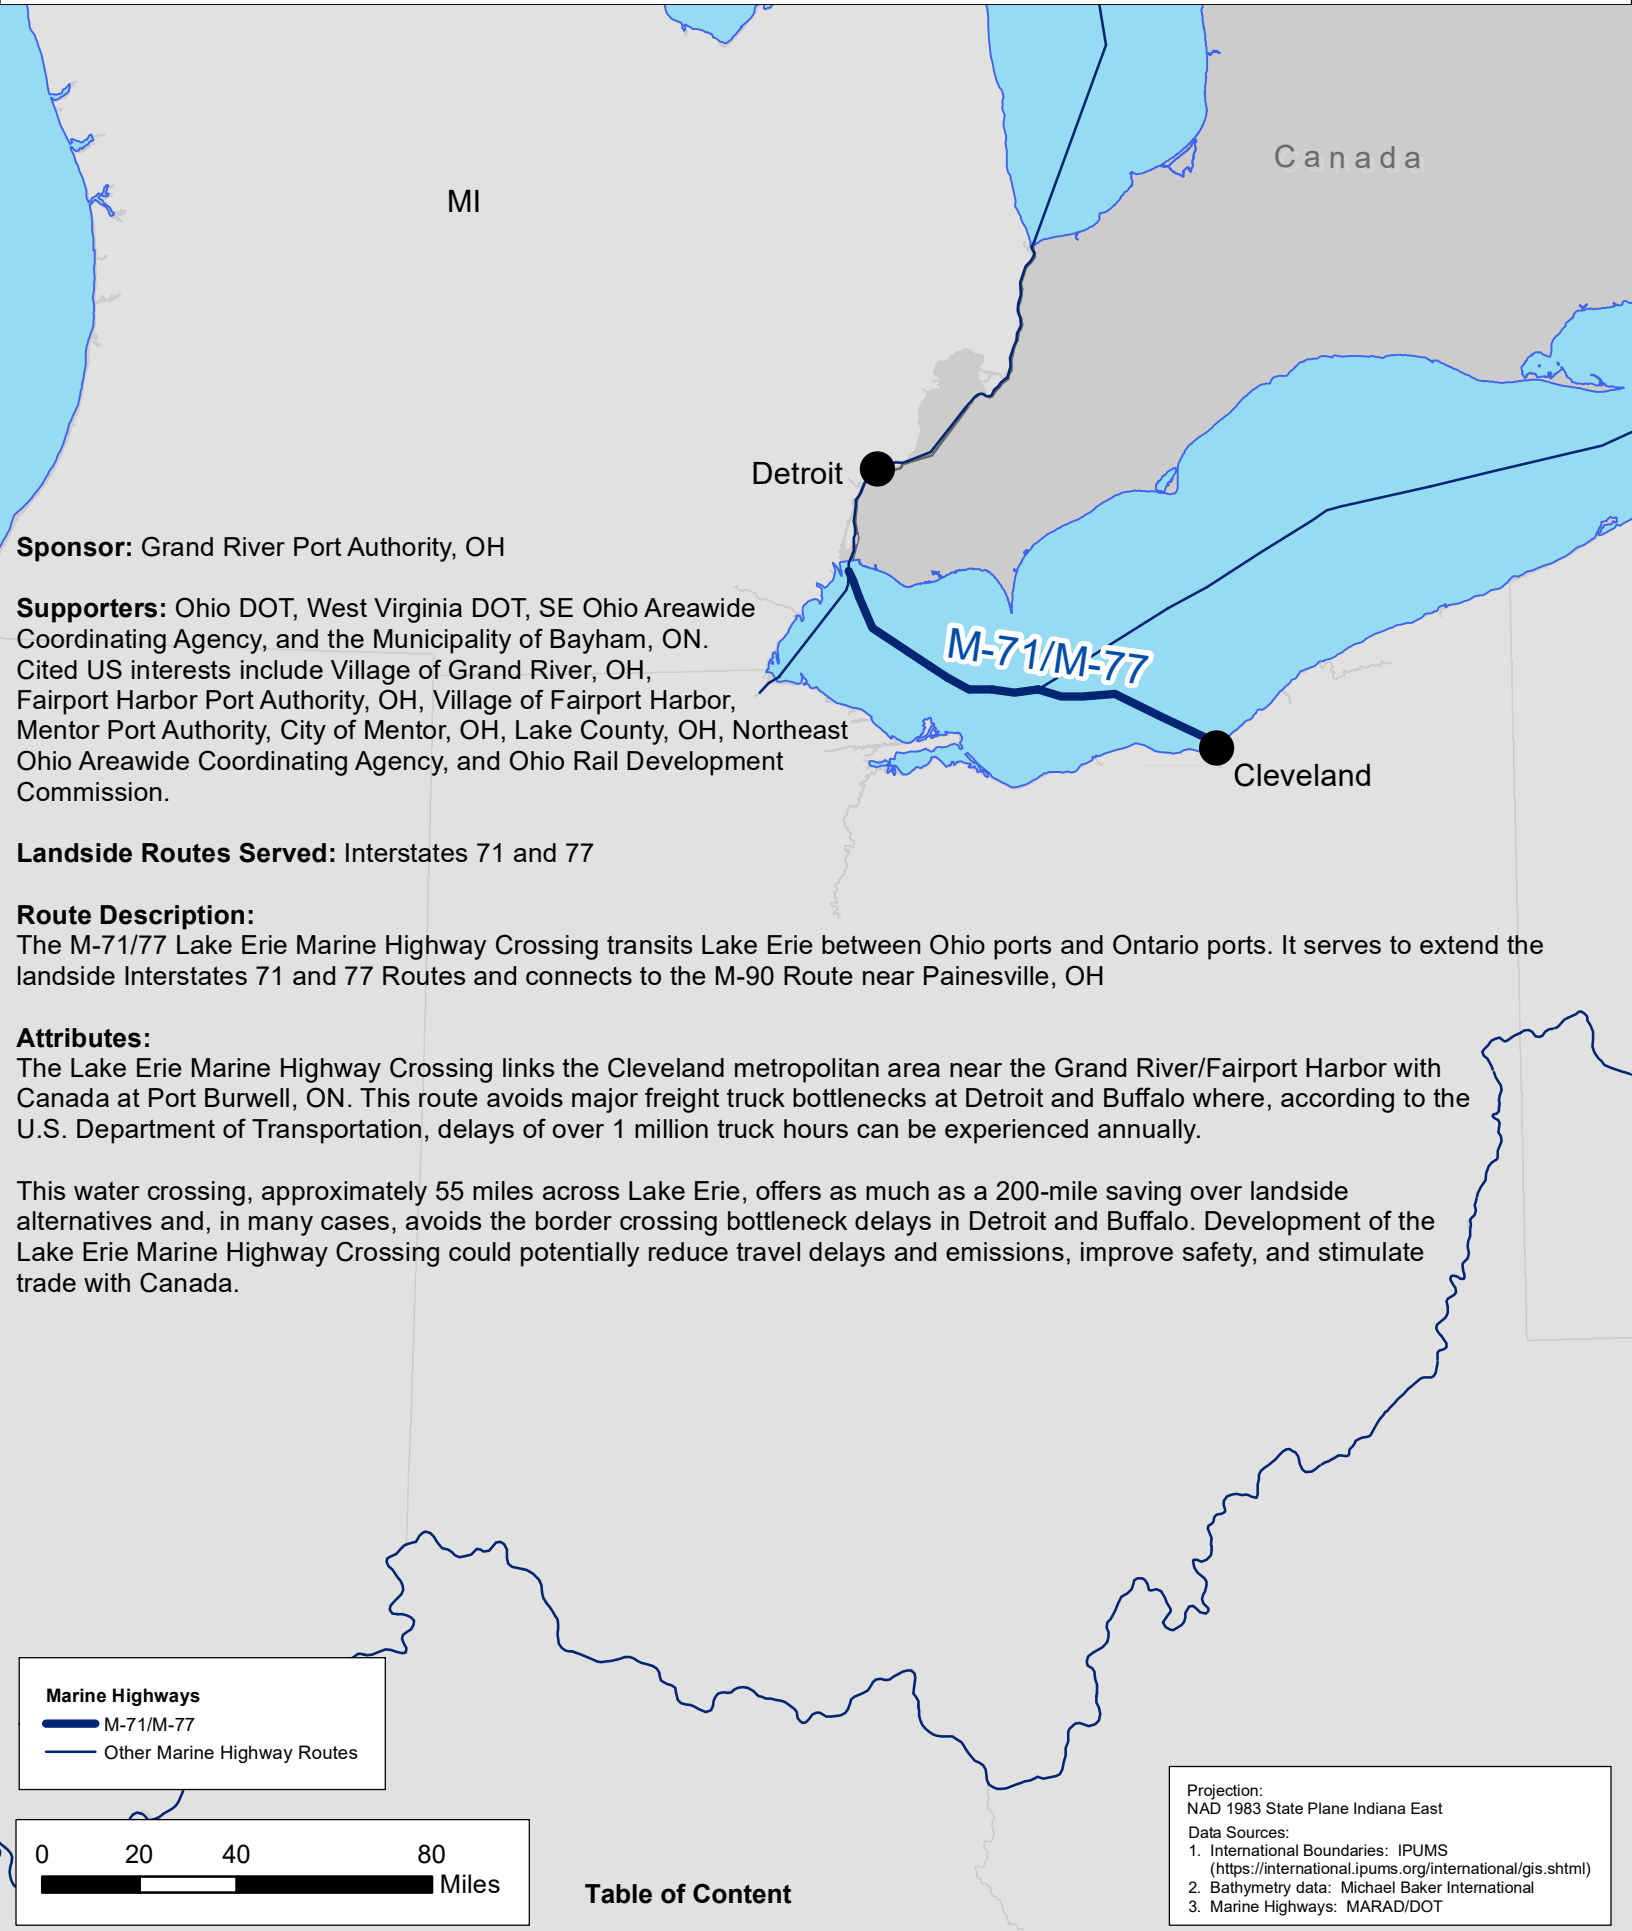 Canada
MI
Detroit
M-71/M-77
Cleveland
Sponsor: Grand River Port Authority, OH
Supporters: Ohio DOT, West Virginia DOT, SE Ohio Areawide
Coordinating Agency, and the Municipality of Bayham, ON.
Cited US interests include Village of Grand River, OH,
Fairport Harbor Port Authority, OH, Village of Fairport Harbor,
Mentor Port Authority, City of Mentor, OH, Lake County, OH, Northeast
Ohio Areawide Coordinating Agency, and Ohio Rail Development
Commission.
Landside Routes Served: Interstates 71 and 77
Route Description:
The M-71/77 Lake Erie Marine Highway Crossing transits Lake Erie between Ohio ports and Ontario ports. It serves to extend the
landside Interstates 71 and 77 Routes and connects to the M-90 Route near Painesville, OH
Attributes:
The Lake Erie Marine Highway Crossing links the Cleveland metropolitan area near the Grand River/Fairport Harbor with
Canada at Port Burwell, ON. This route avoids major freight truck bottlenecks at Detroit and Buffalo where, according to the
U.S. Department of Transportation, delays of over 1 million truck hours can be experienced annually.
This water crossing, approximately 55 miles across Lake Erie, offers as much as a 200-mile saving over landside
alternatives and, in many cases, avoids the border crossing bottleneck delays in Detroit and Buffalo. Development of the
Lake Erie Marine Highway Crossing could potentially reduce travel delays and emissions, improve safety, and stimulate
trade with Canada.
Marine Highways
M-71/M-77
Other Marine Highway Routes
0 20 40 80
Miles
Table of Content
Projection:
NAD 1983 State Plane Indiana East
Data Sources:
1. International Boundaries: IPUMS
(https://international.ipums.org/international/gis.shtml)
2. Bathymetry data: Michael Baker International
3. Marine Highways: MARAD/DOT